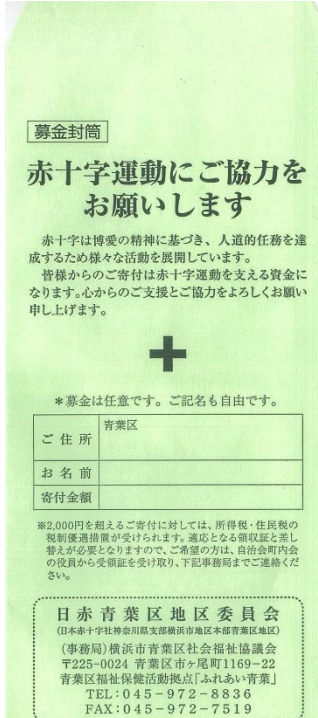 募金封筒
赤十字運動にご協力を
お願いします
赤十字は博愛の精神に基づき、人道的任務を達
成するため様々な活動を展開しています。
皆様からのご寄付は赤十字運動を支える資金に
なります。心からのご支援とご協力をよろしくお願い
申し上げます。
＊募金は任意です。ご記名も自由です。
ご住所 青葉区
お名前
寄付金額
※2,000円を超えるご寄付に対しては、所得税・住民税の
税制優遇措置が受けられます。適応となる領収証と差し
替えが必要となりますので、ご希望の方は、自治会町内会
の役員から受領証を受け取り、下記事務局までご連絡くだ
さい。
日赤青葉区地区委員会
(日本赤十字社神奈川県支部横浜市地区本部青葉区地区)
(事務局)横浜市青葉区社会福祉協議会
〒225-0024 青葉区市ヶ尾町1169-22
青葉区福祉保健活動拠点「ふれあい青葉」
TEL:045-972-8836
FAX:045-972-7519